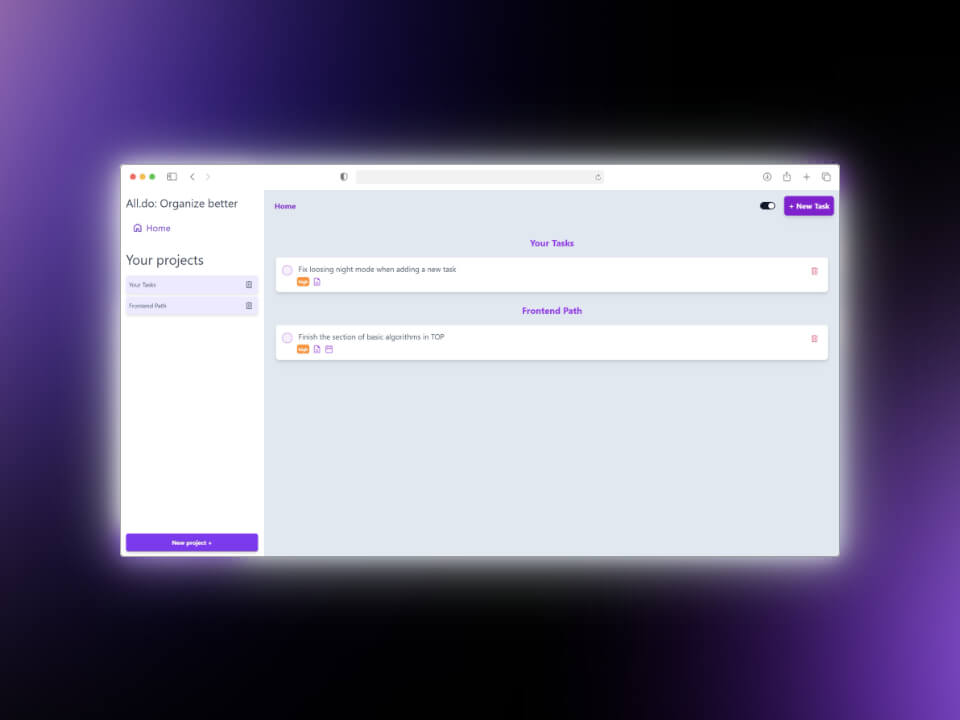 All.do: Organize better
Home
Your projects
Your Tasks
Frontend Path
New project +
Home
+ New Task
Your Tasks
Fix loosing night mode when adding a new task
High
Frontend Path
Finish the section of basic algorithms in TOP
High